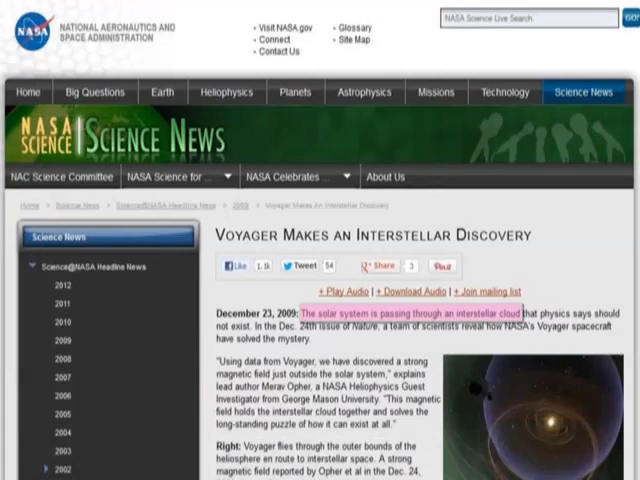 NASA
NATIONAL AERONAUTICS AND
SPACE ADMINISTRATION
Visit NASA.gov
Connect
Contact Us
Glossary
Site Map
NASA Science Live Search
GO!
Home Big Questions Earth Heliophysics Planets Astrophysics Missions Technology Science News
NASA
SCIENCE
SCIENCE NEWS
NAC Science Committee NASA Science for ... NASA Celebrates ... About Us
Home > Science News > Science@NASA Headline News > 2009 > Voyager Makes An Interstellar Discovery
Science News
Science@NASA Headline News
2012
2011
2010
2009
2008
2007
2006
2005
2004
2003
2002
VOYAGER MAKES AN INTERSTELLAR DISCOVERY
Like 1.1k Tweet 54 Share 3 Pin it
+ Play Audio | + Download Audio | + Join mailing list
December 23, 2009: The solar system is passing through an interstellar cloud that physics says should
not exist. In the Dec. 24th issue of Nature, a team of scientists reveal how NASA's Voyager spacecraft
have solved the mystery.
"Using data from Voyager, we have discovered a strong
magnetic field just outside the solar system," explains
lead author Merav Opher, a NASA Heliophysics Guest
Investigator from George Mason University. "This magnetic
field holds the interstellar cloud together and solves the
long-standing puzzle of how it can exist at all."
Right: Voyager flies through the outer bounds of the
heliosphere en route to interstellar space. A strong
magnetic field reported by Opher et al in the Dec. 24,